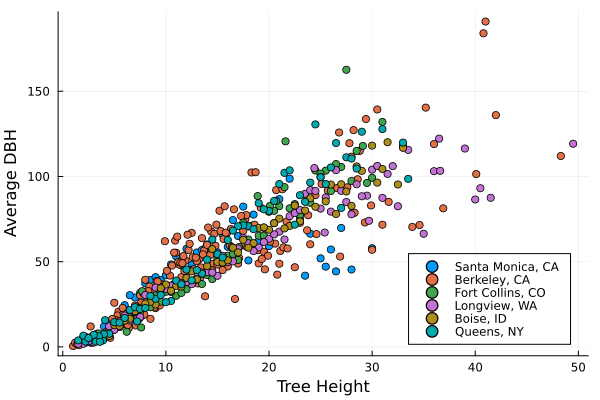 150
100
50
0
Average DBH
0 10 20 30 40 50
Tree Height
Santa Monica, CA
Berkeley, CA
Fort Collins, CO
Longview, WA
Boise, ID
Queens, NY